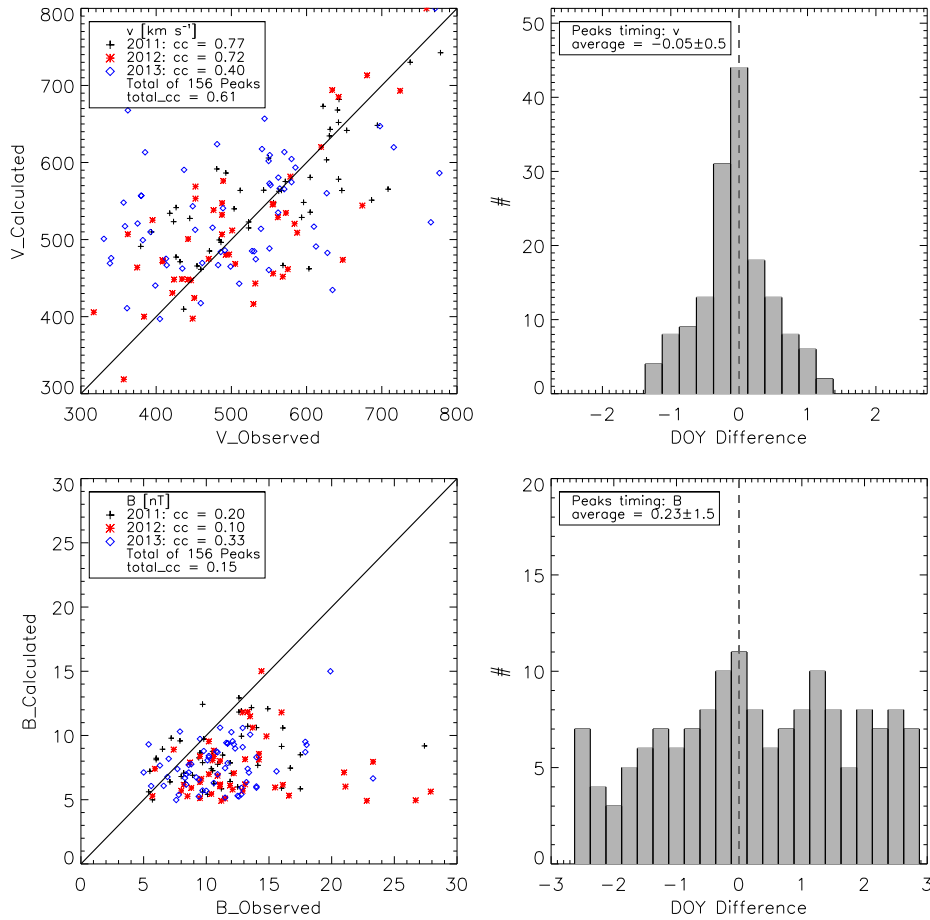 v [km s⁻¹]
2011: cc = 0.77
2012: cc = 0.72
2013: cc = 0.40
Total of 156 Peaks
total_cc = 0.61
800
700
600
500
400
300
V_Calculated
300 400 500 600 700 800
V_Observed
Peaks timing: v
average = −0.05±0.5
50
40
30
20
10
0
#
−2 −1 0 1 2
DOY Difference
B [nT]
2011: cc = 0.20
2012: cc = 0.10
2013: cc = 0.33
Total of 156 Peaks
total_cc = 0.15
30
25
20
15
10
5
0
B_Calculated
0 5 10 15 20 25 30
B_Observed
Peaks timing: B
average = 0.23±1.5
20
15
10
5
0
#
−3 −2 −1 0 1 2 3
DOY Difference